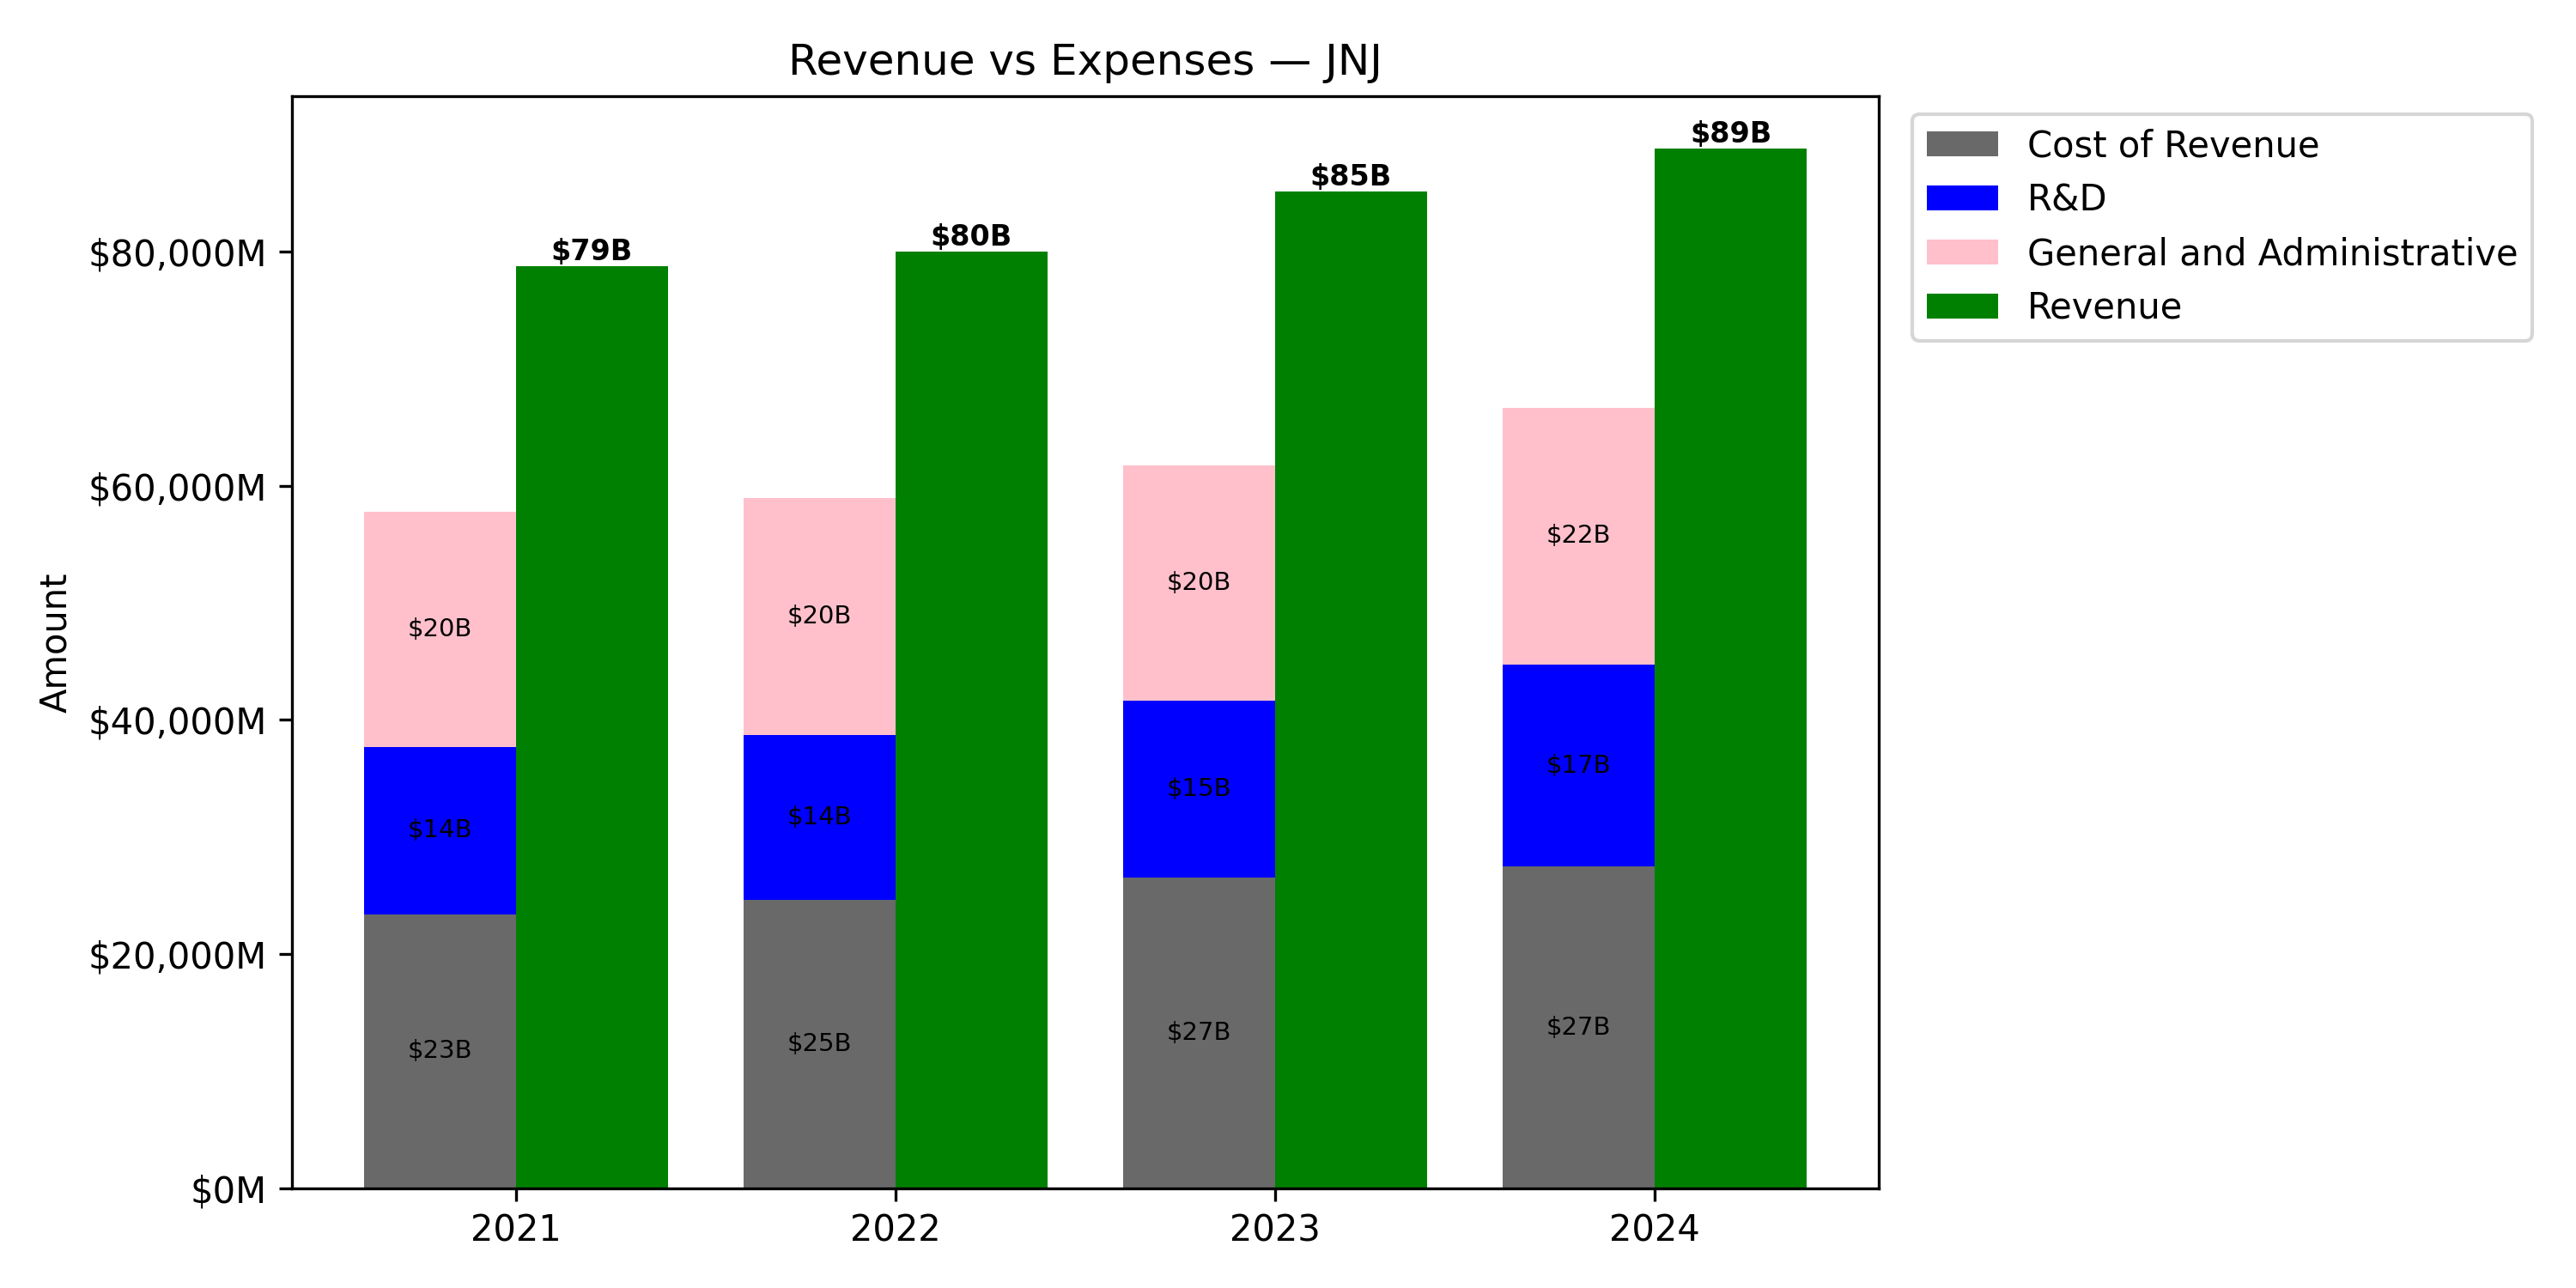 Revenue vs Expenses — JNJ
Amount
$80,000M
$60,000M
$40,000M
$20,000M
$0M
$79B
$80B
$85B
$89B
$20B
$20B
$20B
$22B
$14B
$14B
$15B
$17B
$23B
$25B
$27B
$27B
2021
2022
2023
2024
Cost of Revenue
R&D
General and Administrative
Revenue